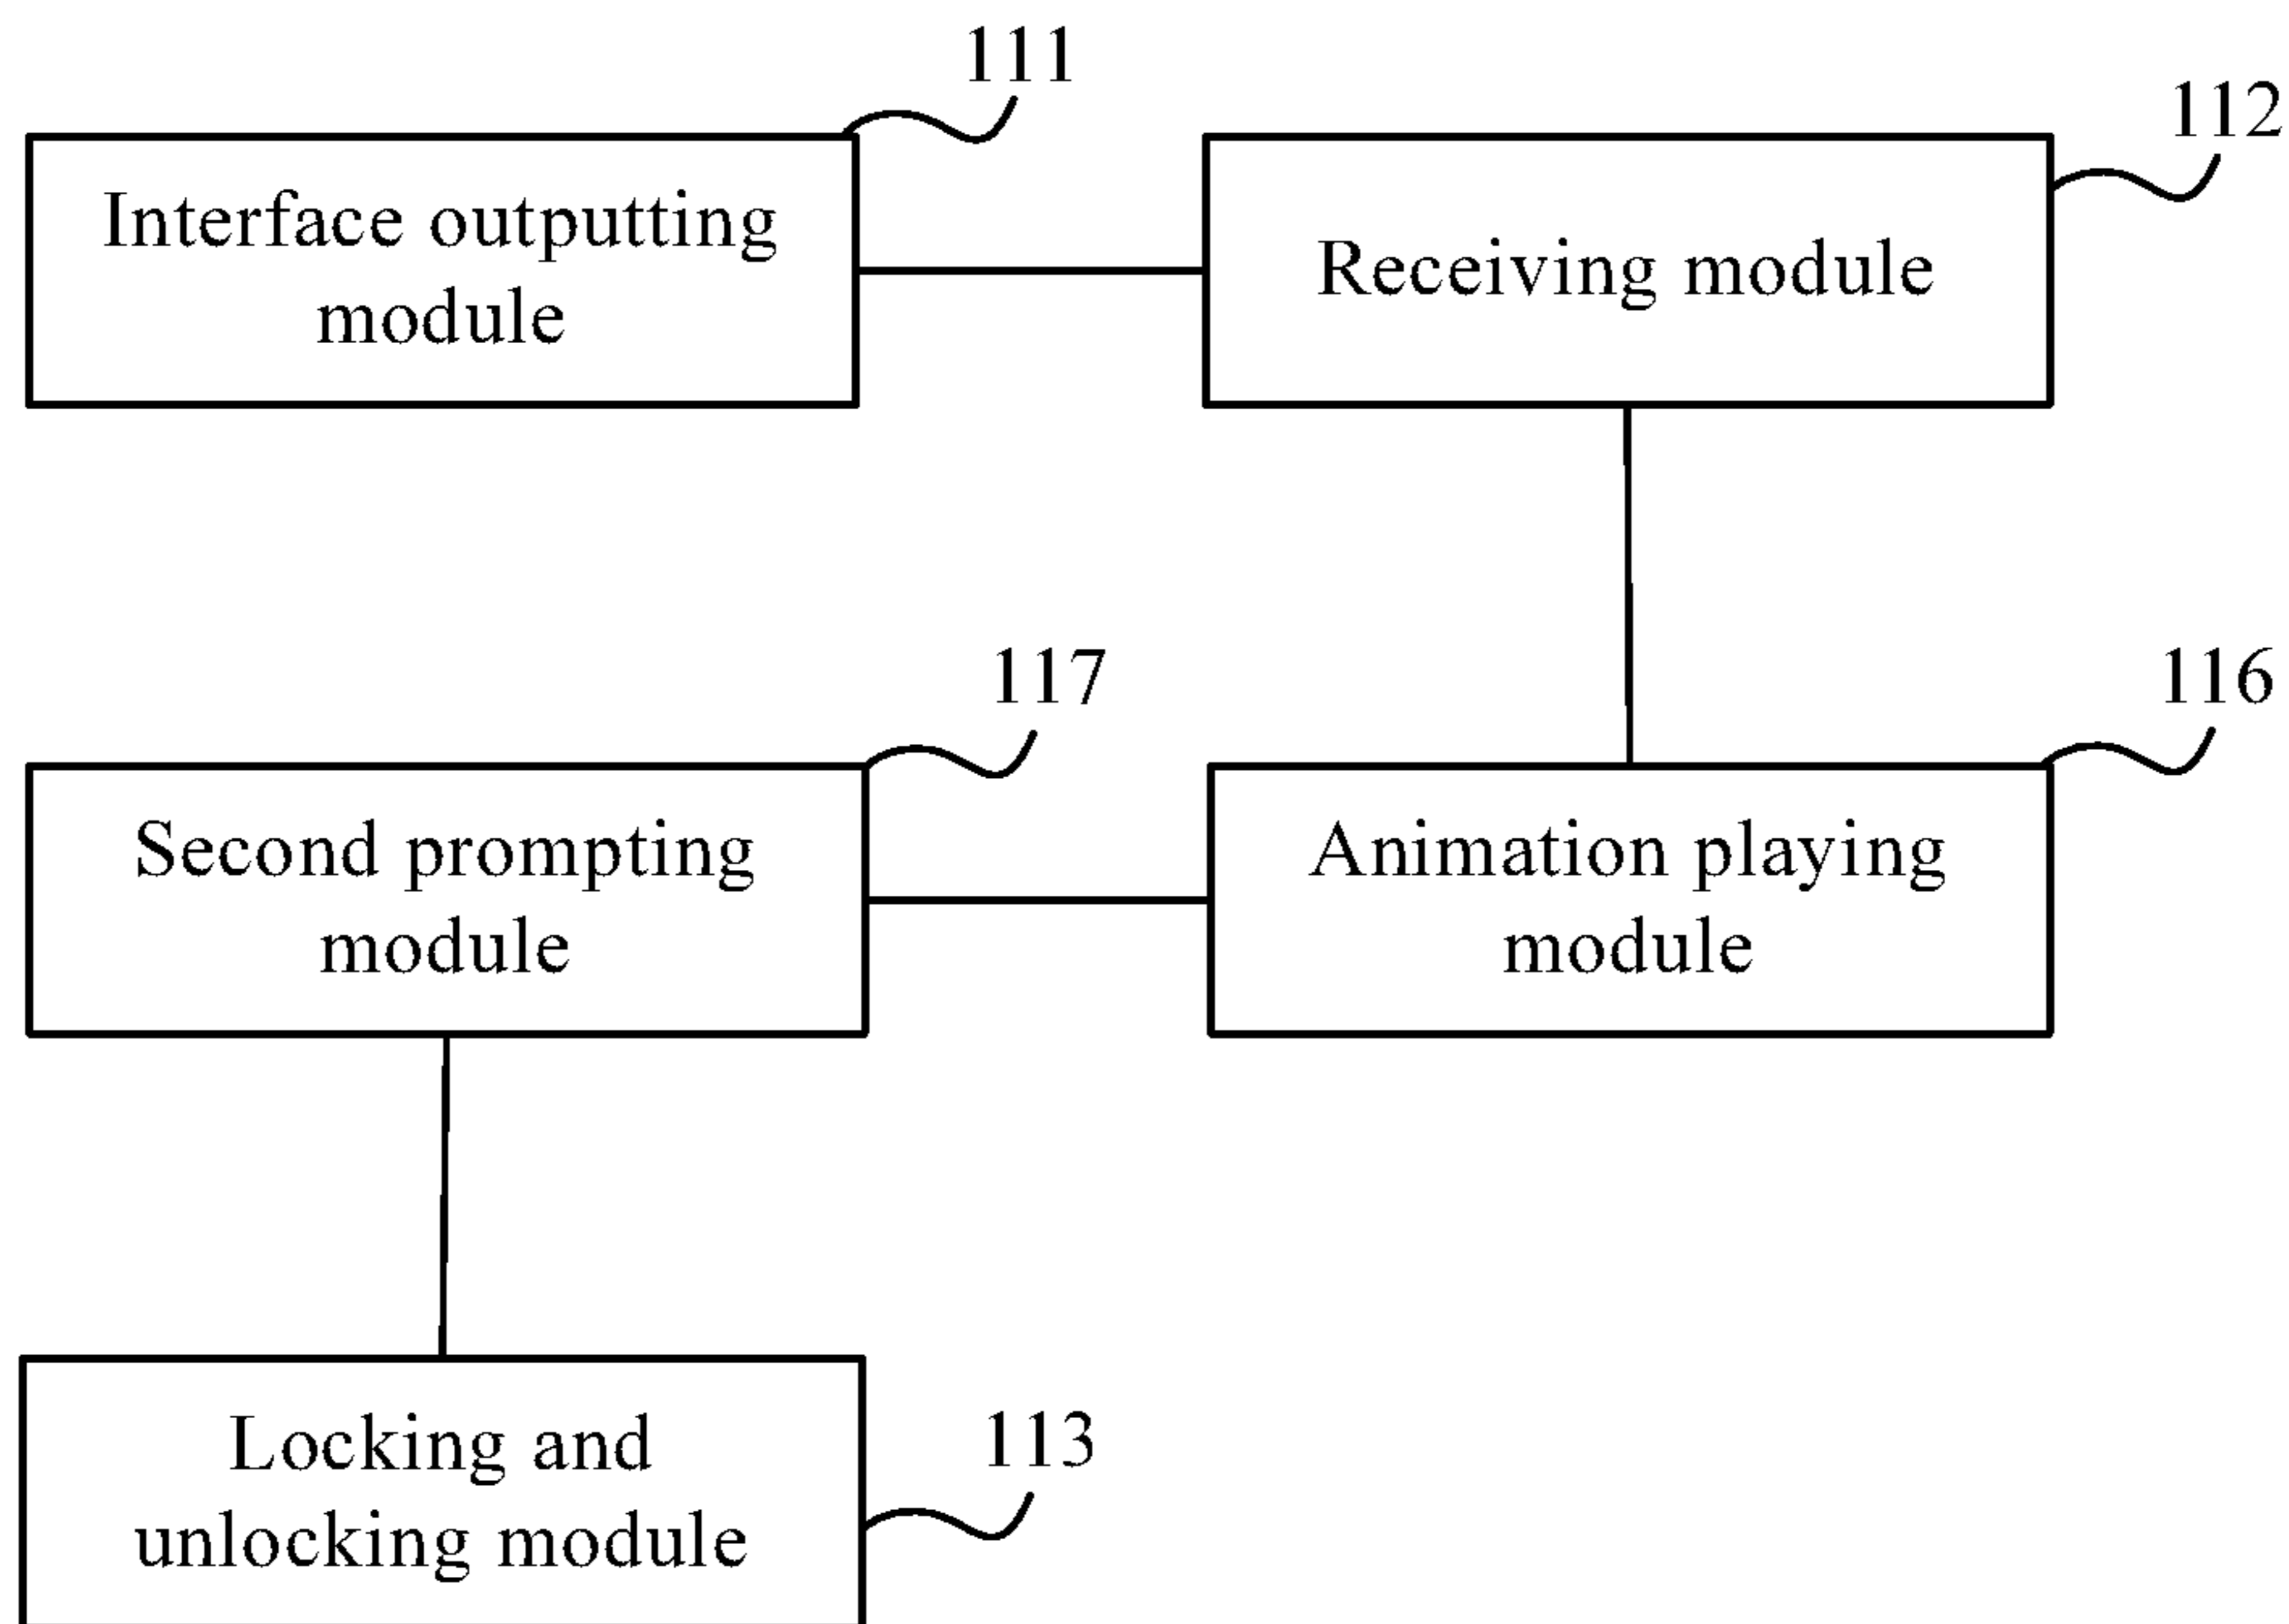 111
Interface outputting
module
112
Receiving module
117
Second prompting
module
116
Animation playing
module
113
Locking and
unlocking module